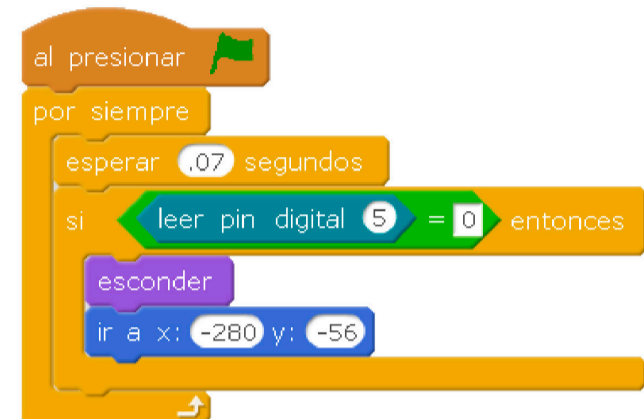 al presionar
por siempre
esperar .07 segundos
si leer pin digital 5 = 0 entonces
esconder
ir a x: -280 y: -56